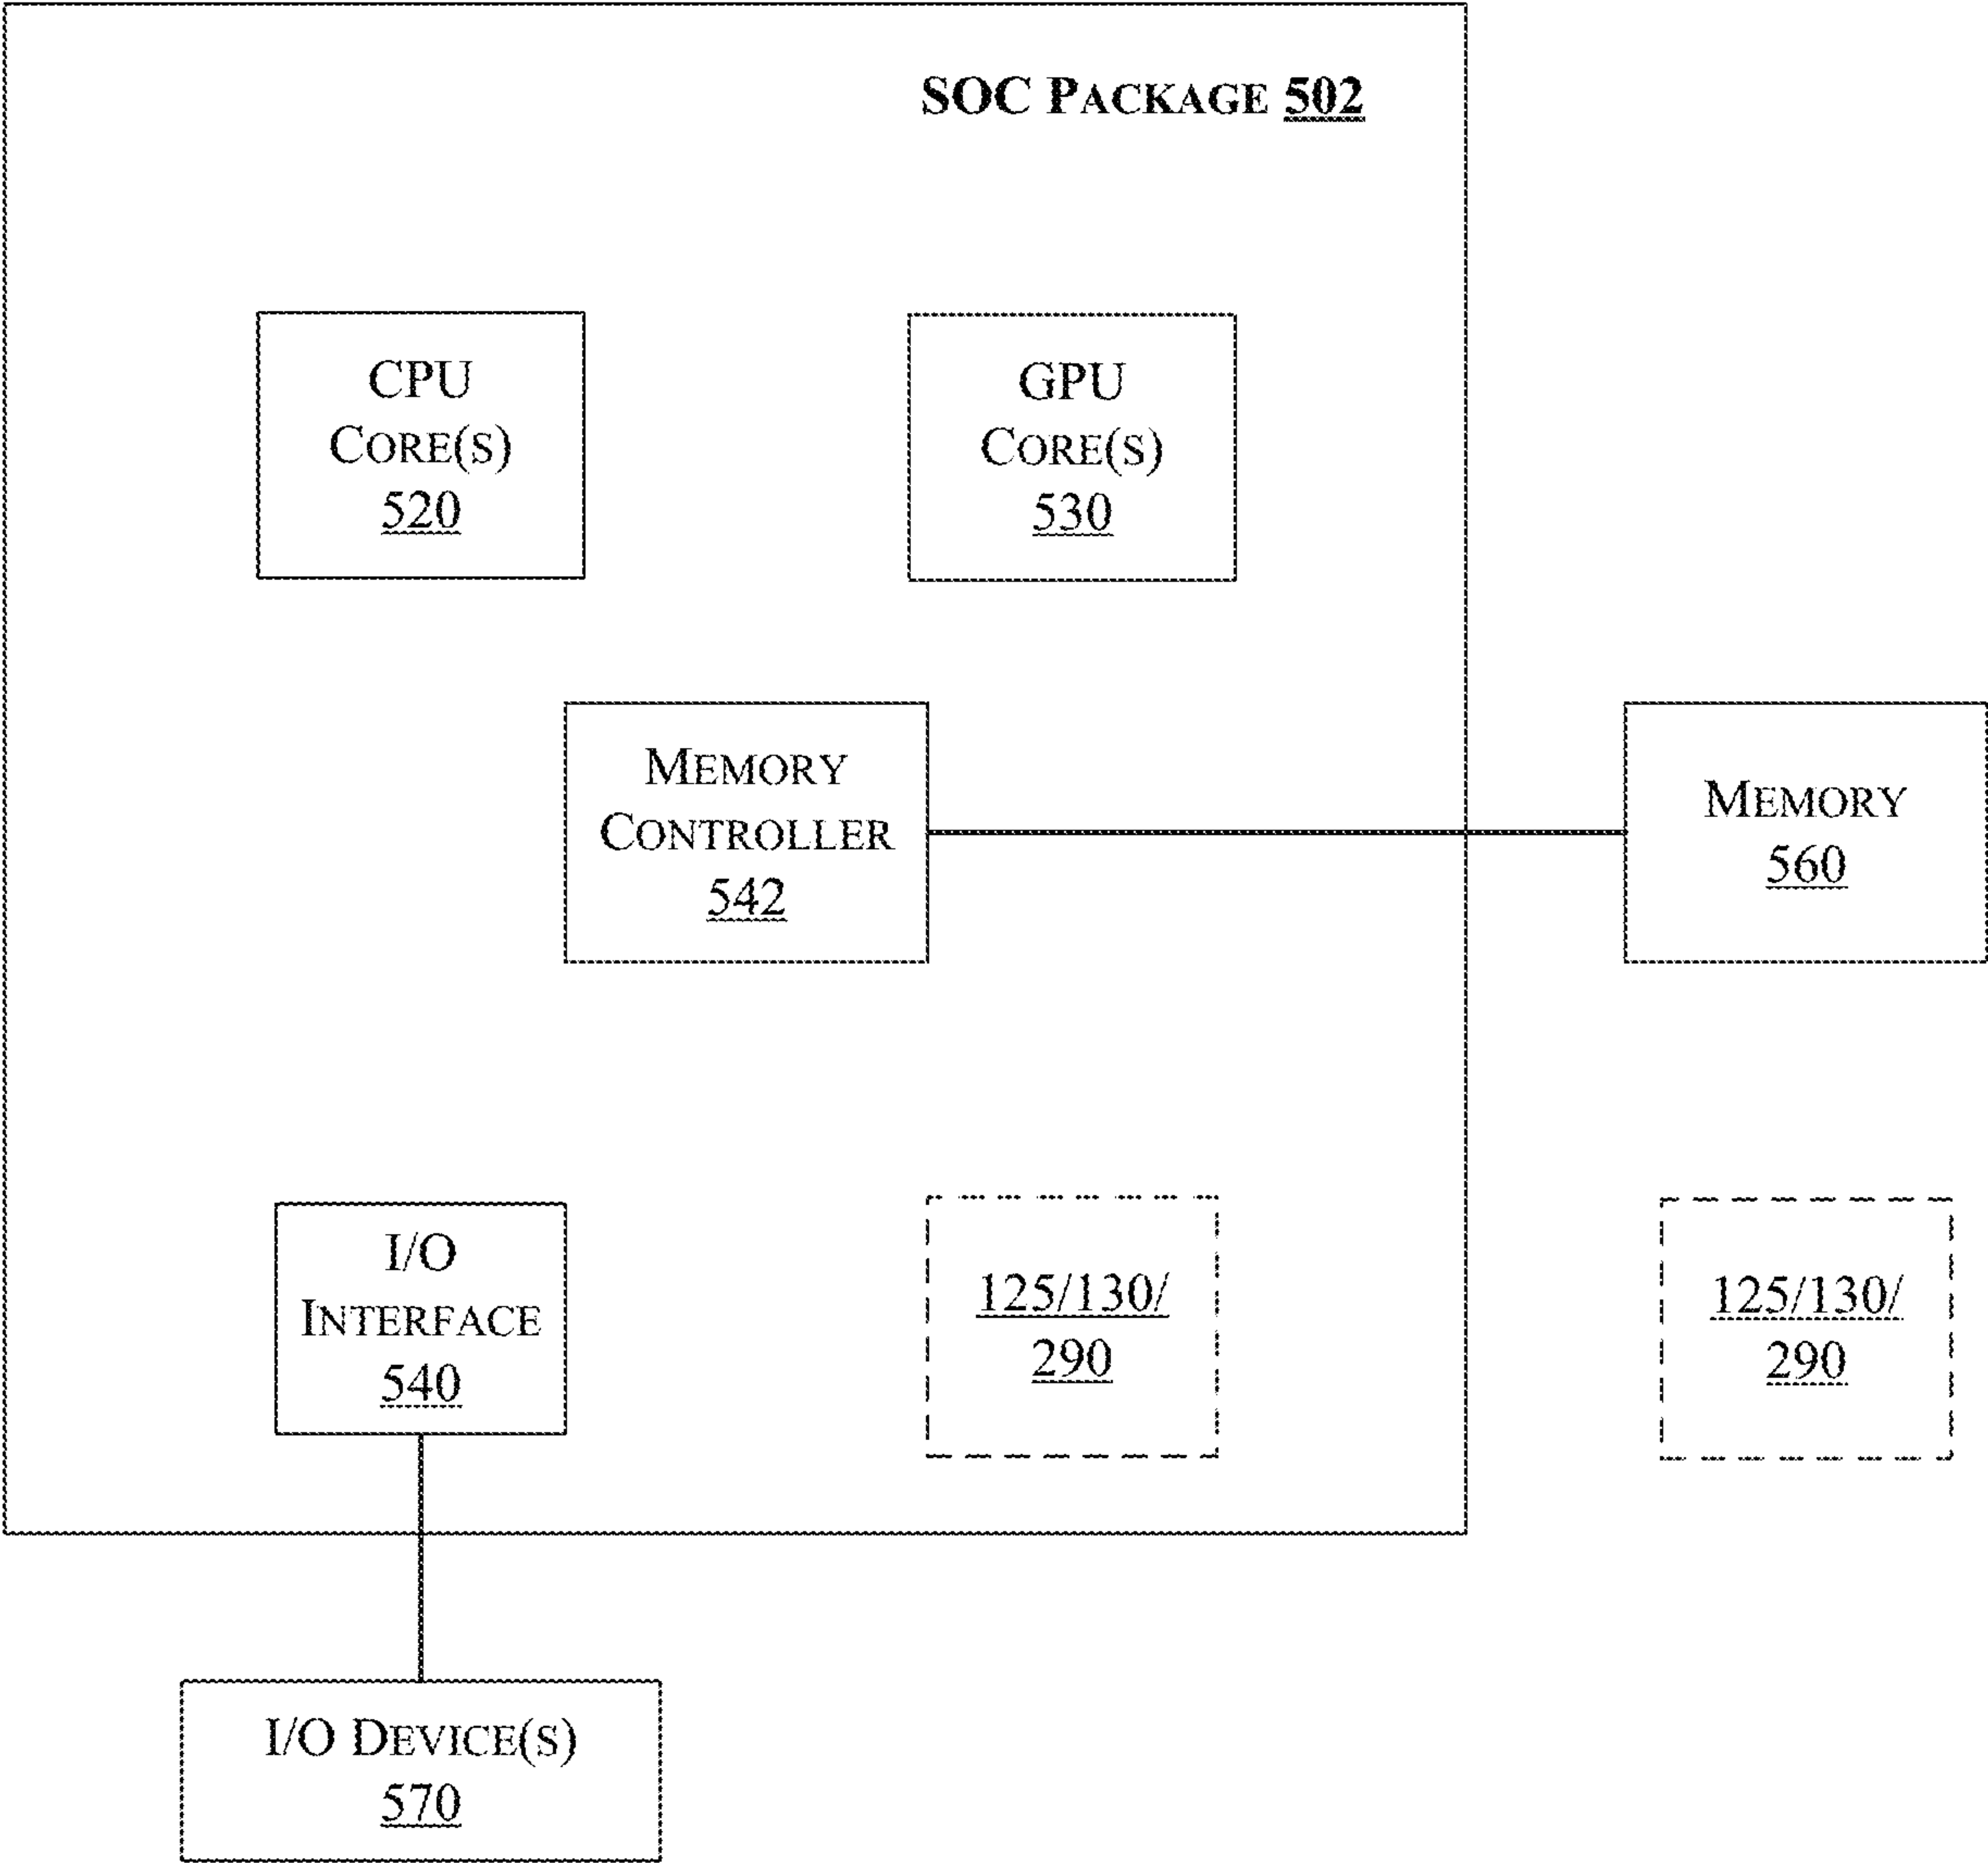 SOC PACKAGE 502
CPU
CORE(S)
520
GPU
CORE(S)
530
MEMORY
CONTROLLER
542
MEMORY
560
I/O
INTERFACE
540
125/130/
290
125/130/
290
I/O DEVICE(S)
570